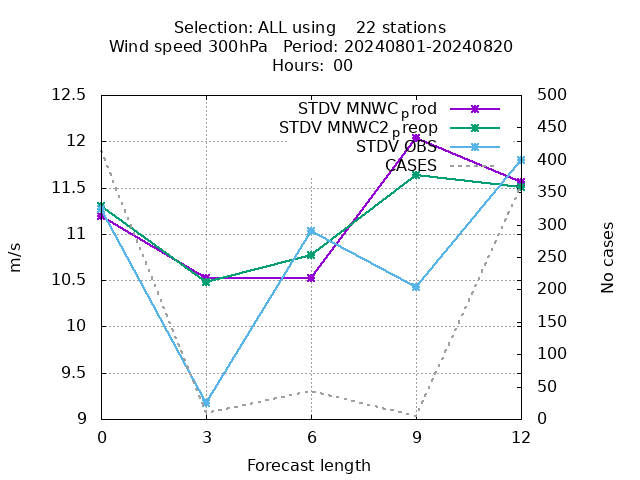 Selection: ALL using    22 stations
Wind speed 300hPa   Period: 20240801-20240820
Hours:  00
STDV MNWCprod
STDV MNWC2preop
STDV OBS
CASES
12.5
12
11.5
11
10.5
10
9.5
9
500
450
400
350
300
250
200
150
100
50
0
m/s
No cases
0 3 6 9 12
Forecast length